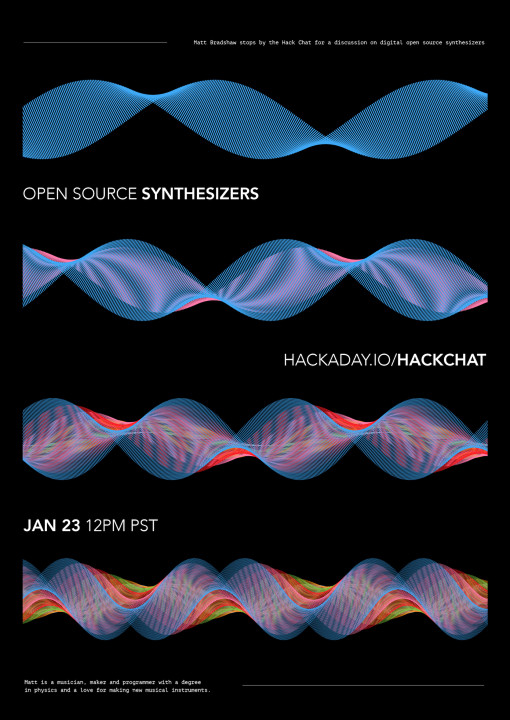 Matt Bradshaw stops by the Hack Chat for a discussion on digital open source synthesizers
OPEN SOURCE SYNTHESIZERS
HACKADAY.IO/HACKCHAT
JAN 23 12PM PST
Matt is a musician, maker and programmer with a degree
in physics and a love for making new musical instruments.